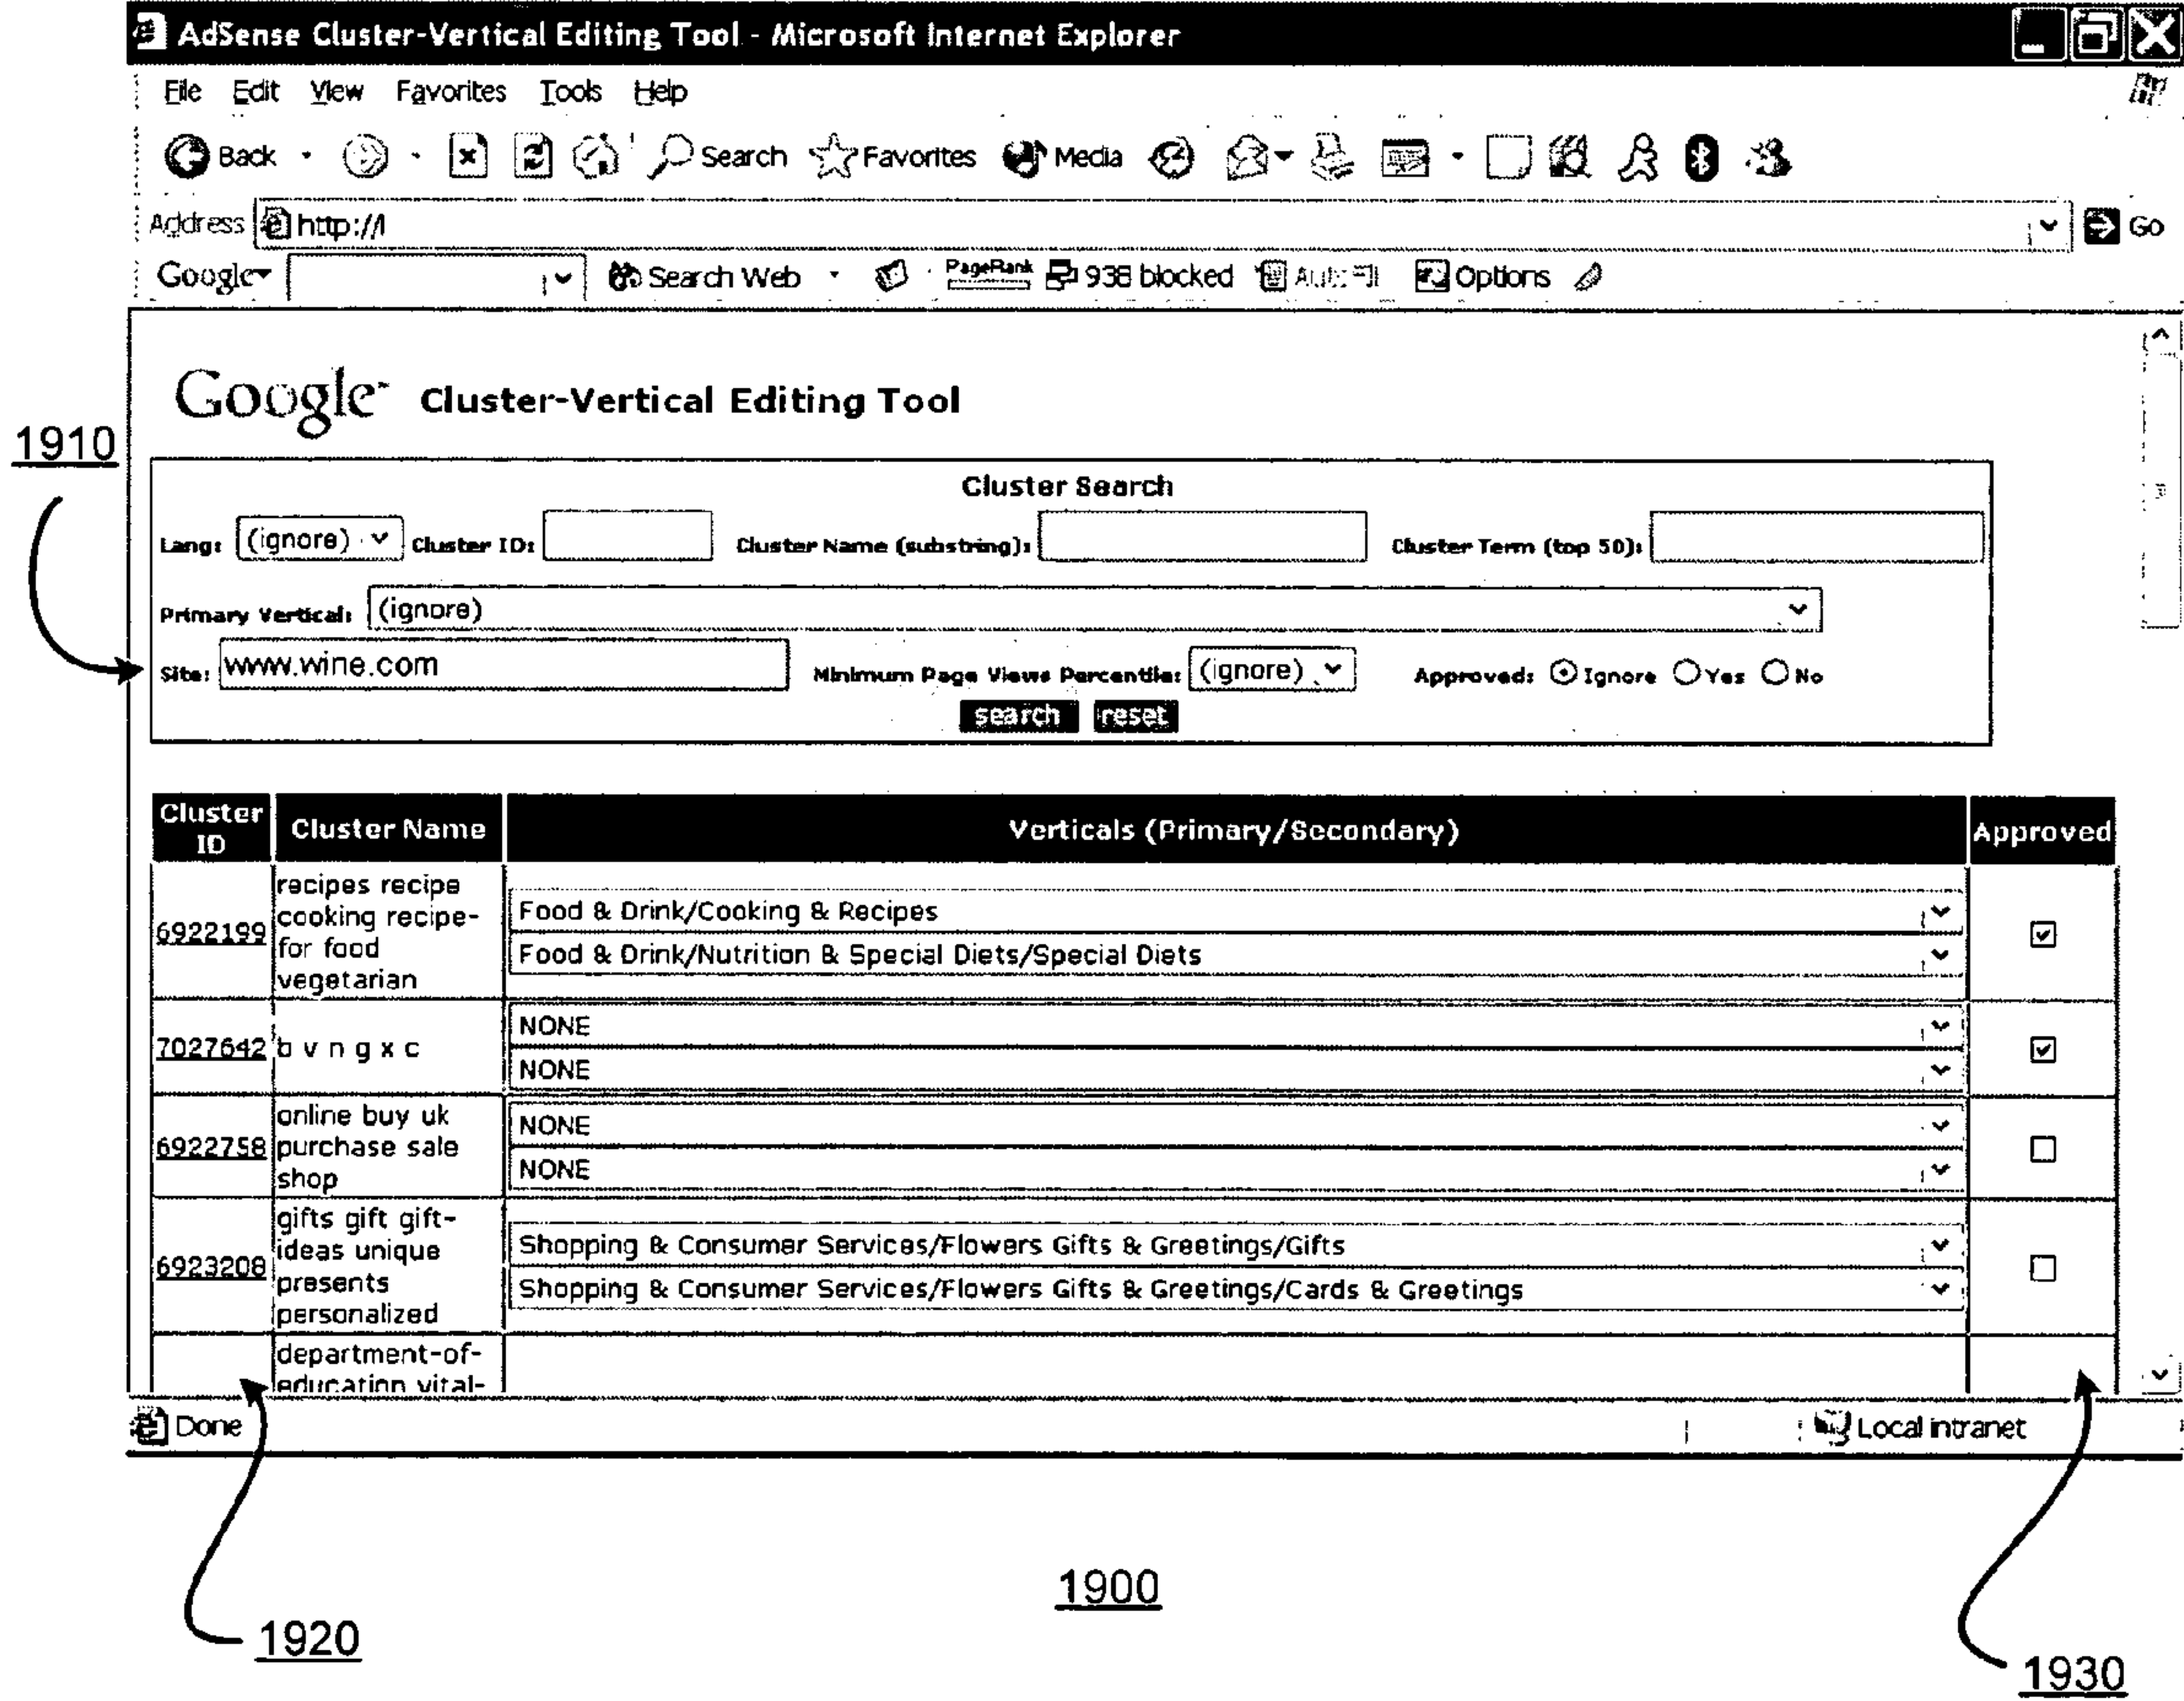 AdSense Cluster-Vertical Editing Tool - Microsoft Internet Explorer
File Edit View Favorites Tools Help
Back Search Favorites Media
Address http://l Go
Google Search Web PageRank 938 blocked Options
Google Cluster-Vertical Editing Tool
1910
Cluster Search
Lang: (ignore) Cluster ID: Cluster Name (substring): Cluster Term (top 50):
Primary Vertical: (ignore)
Site: www.wine.com Minimum Page Views Percentile: (ignore) Approved: Ignore Yes No
search reset
Cluster ID Cluster Name Verticals (Primary/Secondary) Approved
6922199
recipes recipe
cooking recipe-
for food
vegetarian
Food & Drink/Cooking & Recipes
Food & Drink/Nutrition & Special Diets/Special Diets
7027642 b v n g x c
NONE
NONE
6922758
online buy uk
purchase sale
shop
NONE
NONE
6923208
gifts gift gift-
ideas unique
presents
personalized
Shopping & Consumer Services/Flowers Gifts & Greetings/Gifts
Shopping & Consumer Services/Flowers Gifts & Greetings/Cards & Greetings
department-of-
education vital-
Done Local intranet
1900
1920
1930